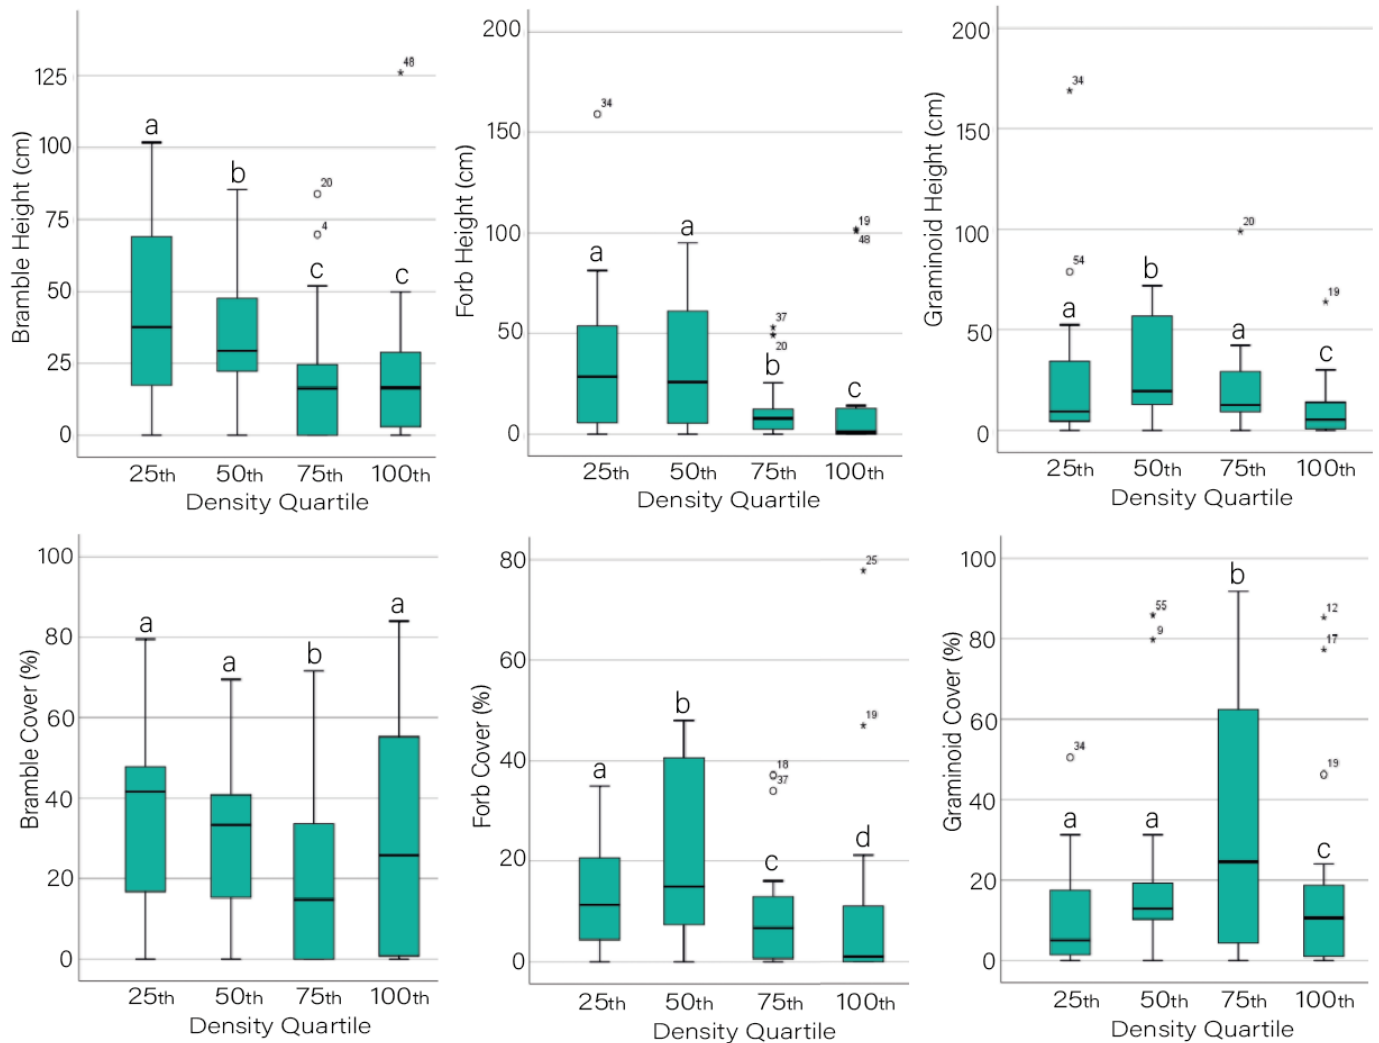 Bramble Height (cm)
125
100
75
50
25
0
a
b
c
c
20
4
48
25th 50th 75th 100th
Density Quartile
Forb Height (cm)
200
150
100
50
0
34
a
a
37
20
b
19
48
c
25th 50th 75th 100th
Density Quartile
Graminoid Height (cm)
200
150
100
50
0
34
54
a
b
20
a
19
c
25th 50th 75th 100th
Density Quartile
Bramble Cover (%)
100
80
60
40
20
0
a
a
b
a
25th 50th 75th 100th
Density Quartile
Forb Cover (%)
80
60
40
20
0
a
b
18
37
c
25
19
d
25th 50th 75th 100th
Density Quartile
Graminoid Cover (%)
100
80
60
40
20
0
34
a
55
9
a
b
12
17
19
c
25th 50th 75th 100th
Density Quartile